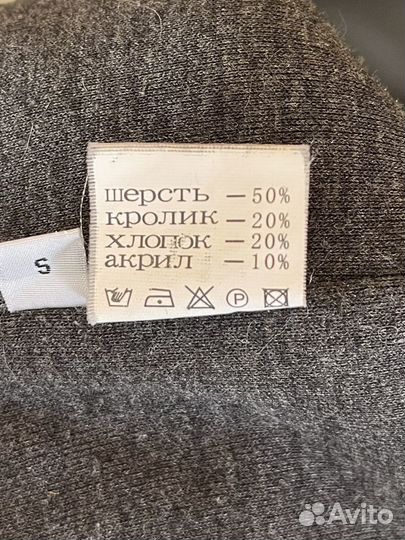 шерсть – 50%
кролик – 20%
хлопок – 20%
акрил – 10%
P
S
Avito